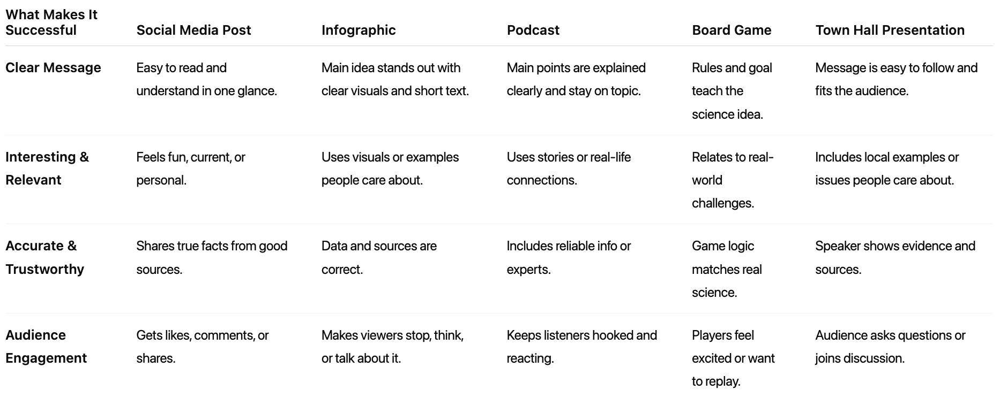 What Makes It
Successful
Social Media Post
Infographic
Podcast
Board Game
Town Hall Presentation
Clear Message
Easy to read and
understand in one glance.
Main idea stands out with
clear visuals and short text.
Main points are explained
clearly and stay on topic.
Rules and goal
teach the
science idea.
Message is easy to follow and
fits the audience.
Interesting &
Relevant
Feels fun, current, or
personal.
Uses visuals or examples
people care about.
Uses stories or real-life
connections.
Relates to real-
world
challenges.
Includes local examples or
issues people care about.
Accurate &
Trustworthy
Shares true facts from good
sources.
Data and sources are
correct.
Includes reliable info or
experts.
Game logic
matches real
science.
Speaker shows evidence and
sources.
Audience
Engagement
Gets likes, comments, or
shares.
Makes viewers stop, think,
or talk about it.
Keeps listeners hooked and
reacting.
Players feel
excited or want
to replay.
Audience asks questions or
joins discussion.